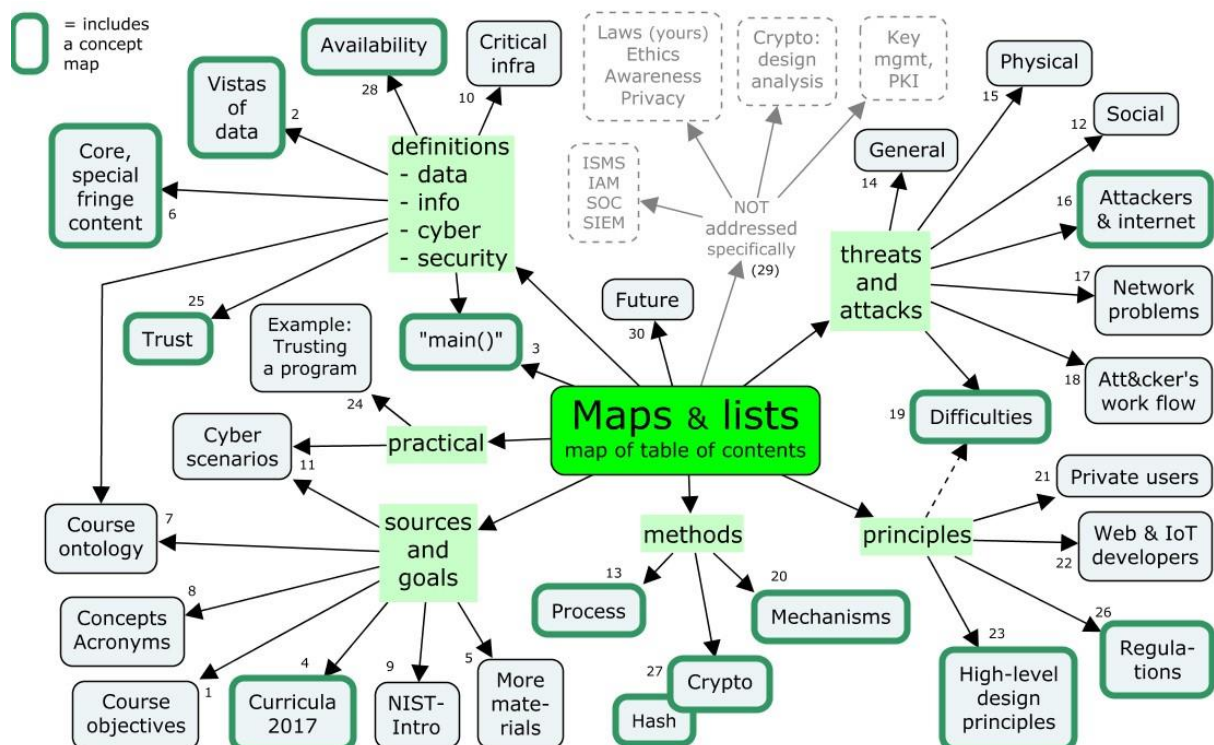 = includes
a concept
map
Availability
28
Critical
infra
10
Vistas
of
data
2
Core,
special
fringe
content
6
definitions
- data
- info
- cyber
- security
Laws (yours)
Ethics
Awareness
Privacy
Crypto:
design
analysis
Key
mgmt,
PKI
ISMS
IAM
SOC
SIEM
NOT
addressed
specifically
(29)
Physical
15
Social
12
General
14
Attackers
& internet
16
threats
and
attacks
Network
problems
17
Att&cker's
work flow
18
Difficulties
19
Trust
25
Example:
Trusting
a program
24
"main()"
3
Future
30
Maps & lists
map of table of contents
practical
Cyber
scenarios
11
Course
ontology
7
sources
and
goals
Concepts
Acronyms
8
Course
objectives
1
Curricula
2017
4
NIST-
Intro
9
More
mate-
rials
5
methods
Process
13
Mechanisms
20
Crypto
27
Hash
principles
Private users
21
Web & IoT
developers
22
High-level
design
principles
23
Regula-
tions
26